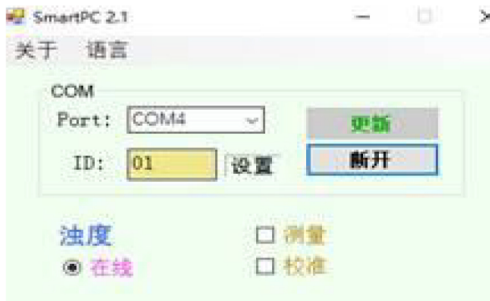 SmartPC 2.1
关于 语言
COM
Port: COM4 更新
ID: 01 设置 断开
浊度 测量
在线 校准